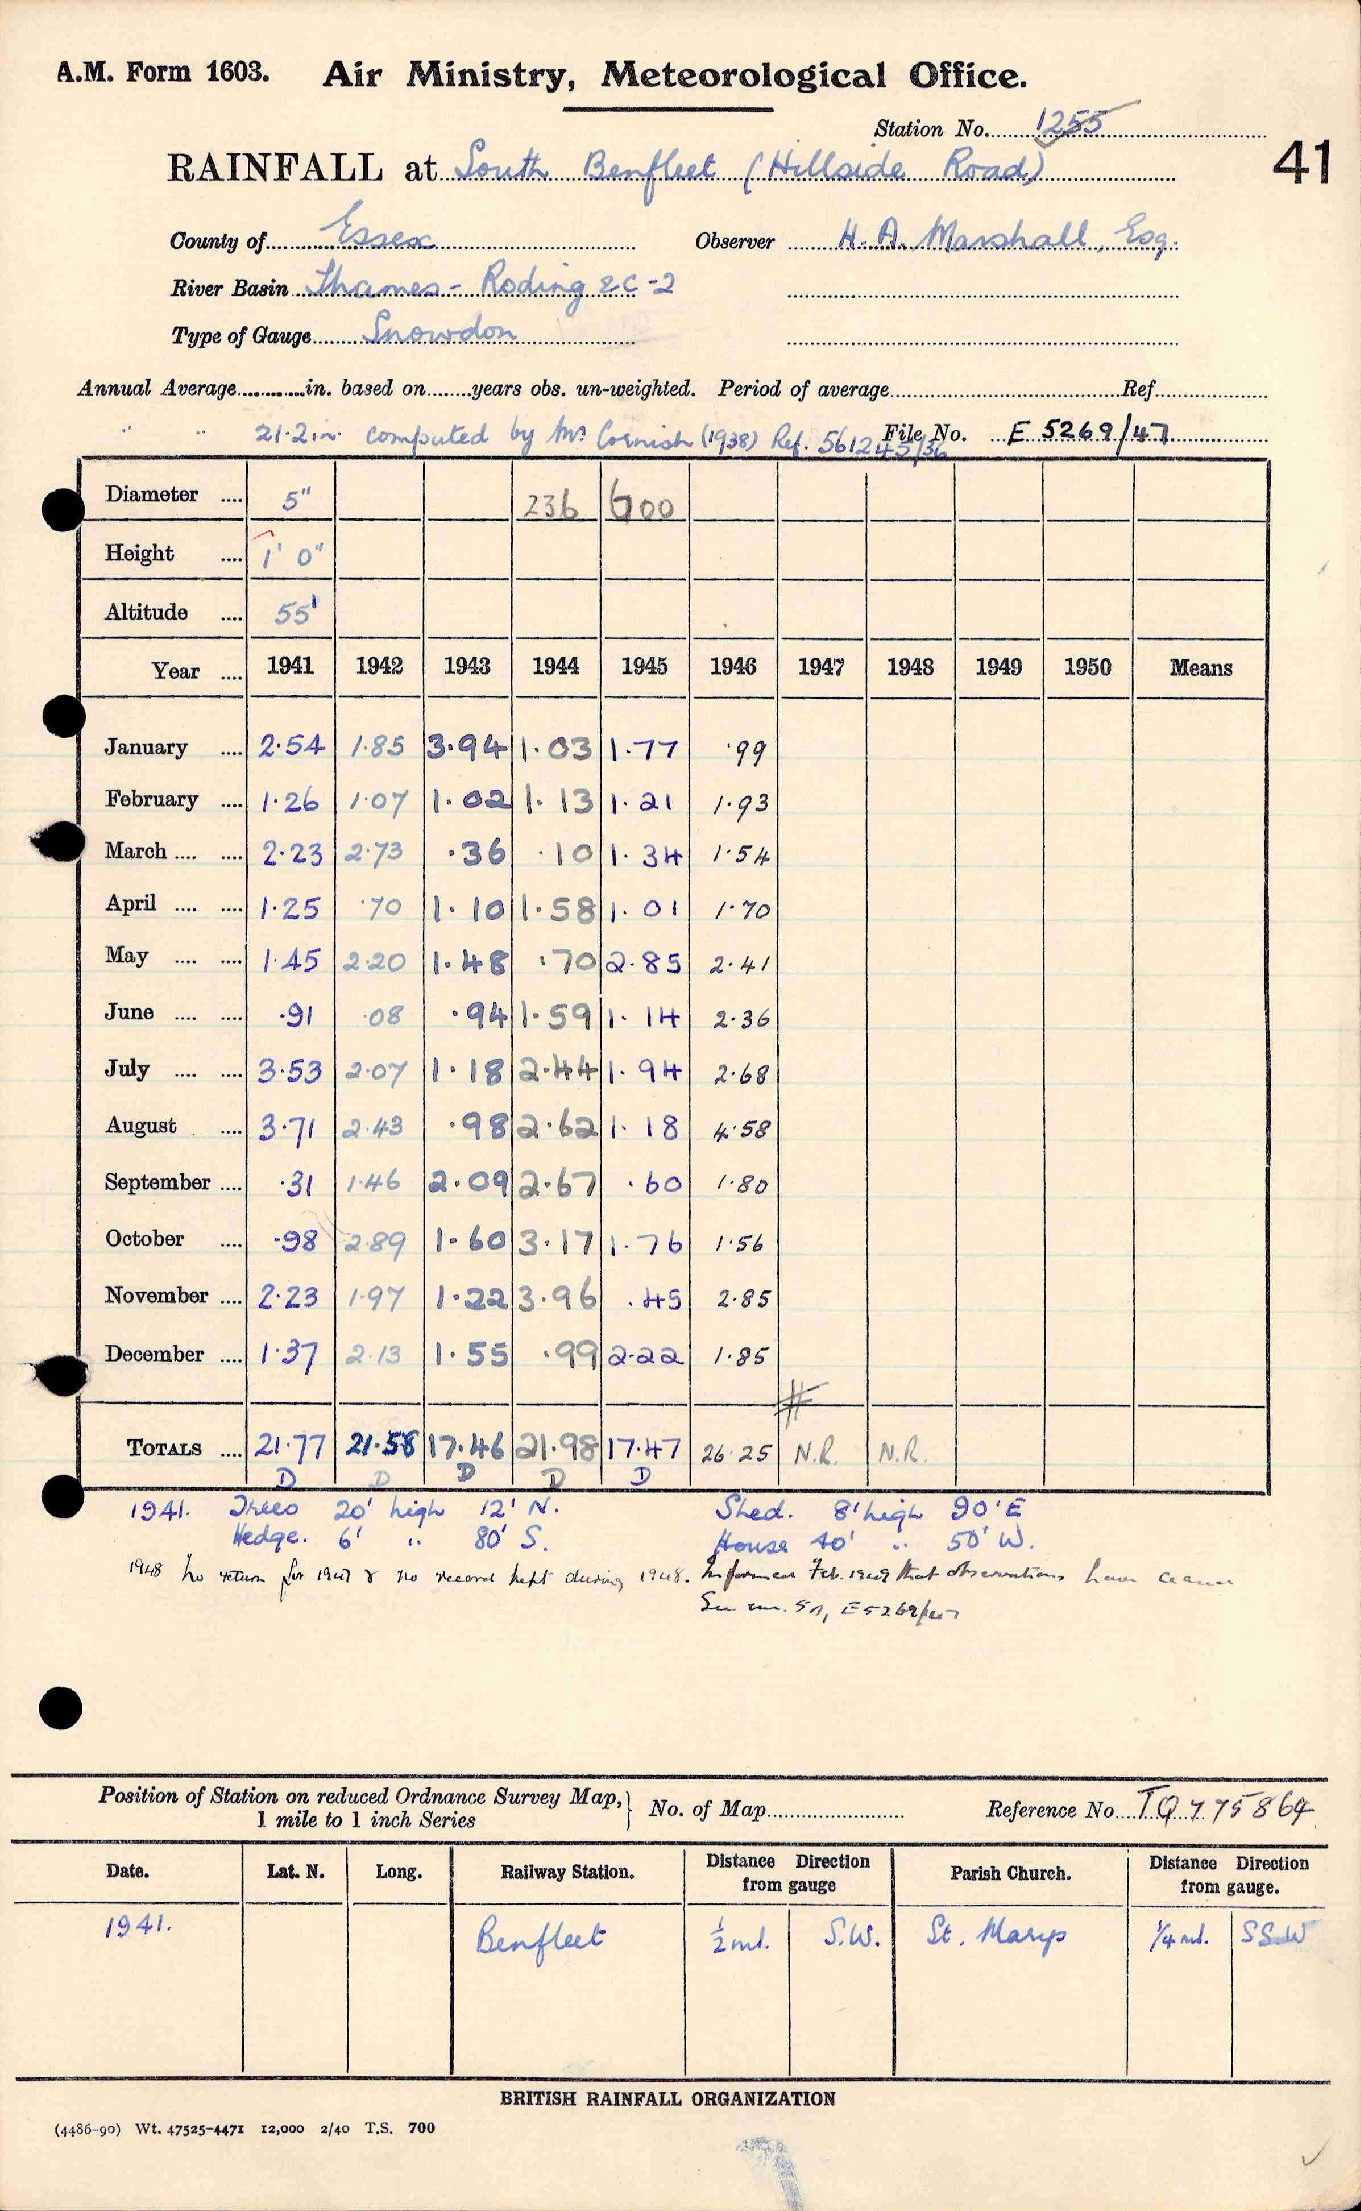 A.M. Form 1603. Air Ministry, Meteorological Office.
Station No. 1255
41
RAINFALL at South Benfleet (Hillside Road)
County of Essex Observer H. A. Marshall, Esq.
River Basin Thames - Roding &C -2
Type of Gauge Snowdon
Annual Average in. based on years obs. un-weighted. Period of average Ref.
" " 21.2 in. computed by Mr Cornish (1938) Ref. 561245/36 File No. E 5269/47
Diameter 5" 236 600
Height 1' 0"
Altitude 55'
Year 1941 1942 1943 1944 1945 1946 1947 1948 1949 1950 Means
January 2.54 1.85 3.94 1.03 1.77 .99
February 1.26 1.07 1.02 1.13 1.21 1.93
March 2.23 2.73 .36 .10 1.34 1.54
April 1.25 .70 1.10 1.58 1.01 1.70
May 1.45 2.20 1.48 .70 2.85 2.41
June .91 .08 .94 1.59 1.14 2.36
July 3.53 2.07 1.18 2.44 1.94 2.68
August 3.71 2.43 .98 2.62 1.18 4.58
September .31 1.46 2.09 2.67 .60 1.80
October .98 2.89 1.60 3.17 1.76 1.56
November 2.23 1.97 1.22 3.96 .45 2.85
December 1.37 2.13 1.55 .99 2.22 1.85
#
TOTALS 21.77 21.58 17.46 21.98 17.47 26.25 N.R. N.R.
D D D D D
1941. Trees 20' high 12' N. Shed. 8' high 90' E
Hedge. 6' " 80' S. House 40' " 50' W.
1948 No return for 1947 & no record kept during 1948. Informed Feb. 1949 that observations have ceased
See 5A, E5269/47
Position of Station on reduced Ordnance Survey Map, 1 mile to 1 inch Series No. of Map Reference No. TQ 775864
Date. Lat. N. Long. Railway Station. Distance Direction from gauge Parish Church. Distance Direction from gauge.
1941. Benfleet ½ ml. S.W. St. Marys ¼ ml. SSW
BRITISH RAINFALL ORGANIZATION
(4486-90) Wt. 47525-4471 12,000 2/40 T.S. 700